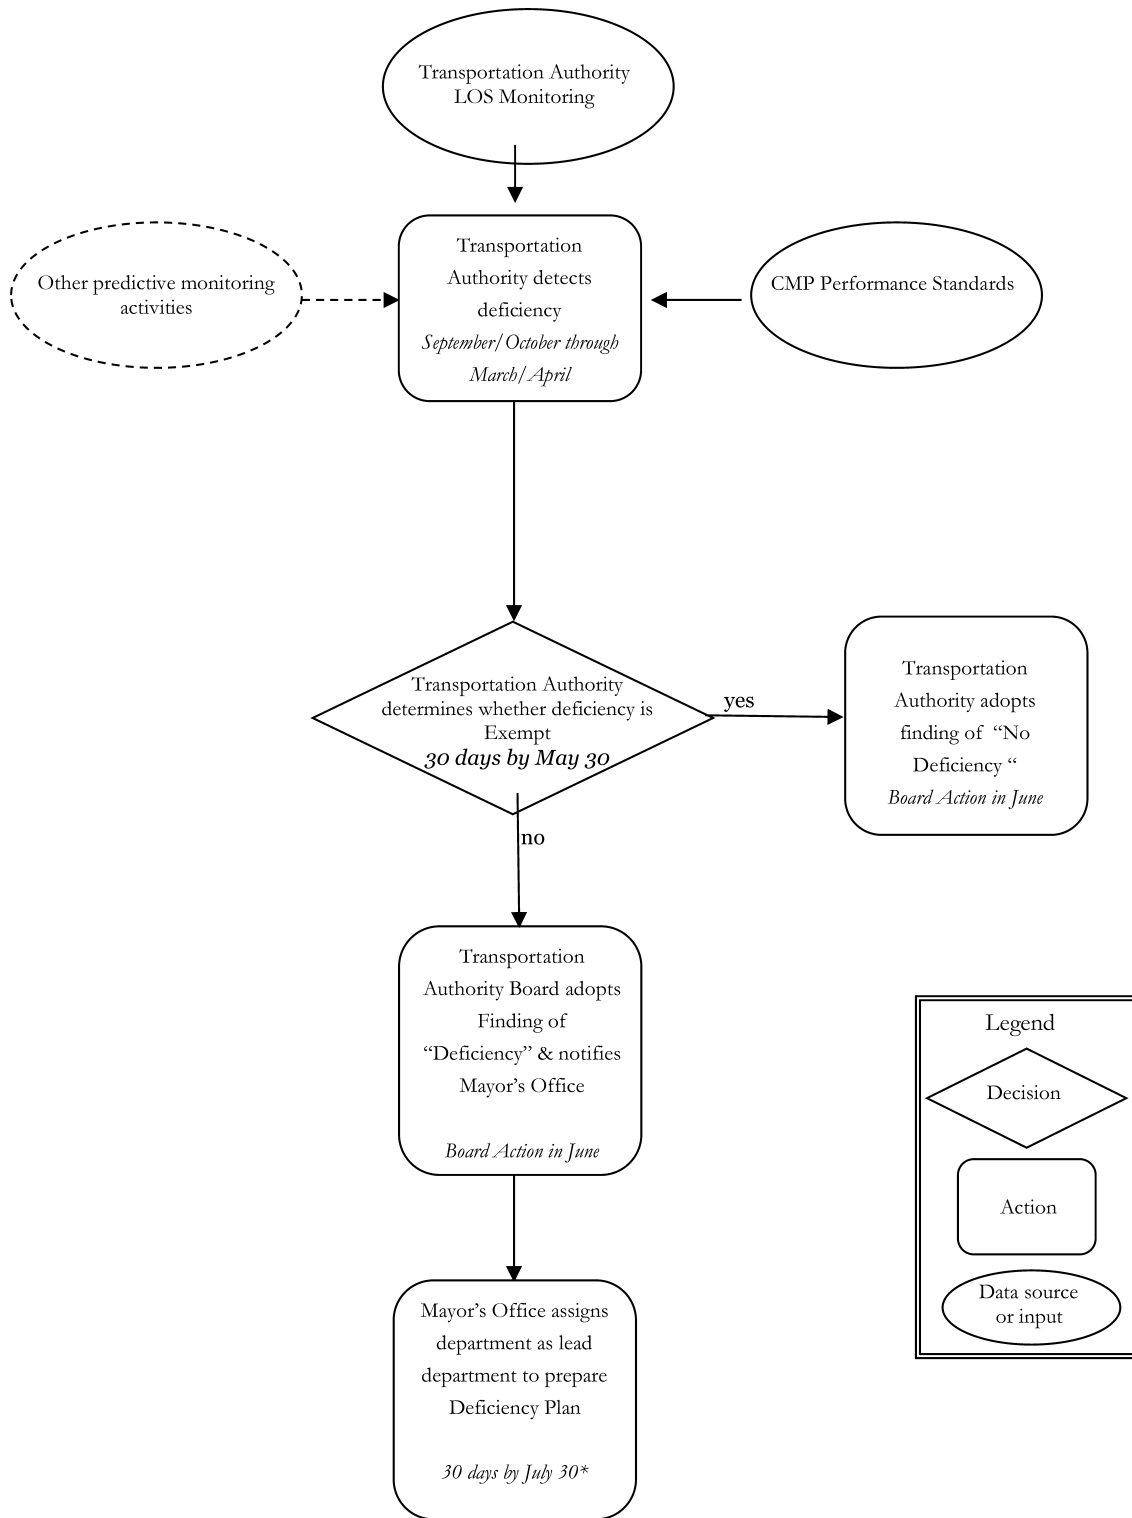 Transportation Authority
LOS Monitoring
Other predictive monitoring
activities
Transportation
Authority detects
deficiency
September/October through
March/April
CMP Performance Standards
Transportation Authority
determines whether deficiency is
Exempt
30 days by May 30
yes
Transportation
Authority adopts
finding of “No
Deficiency “
Board Action in June
no
Transportation
Authority Board adopts
Finding of
“Deficiency” & notifies
Mayor’s Office
Board Action in June
Legend
Decision
Action
Data source
or input
Mayor’s Office assigns
department as lead
department to prepare
Deficiency Plan
30 days by July 30*